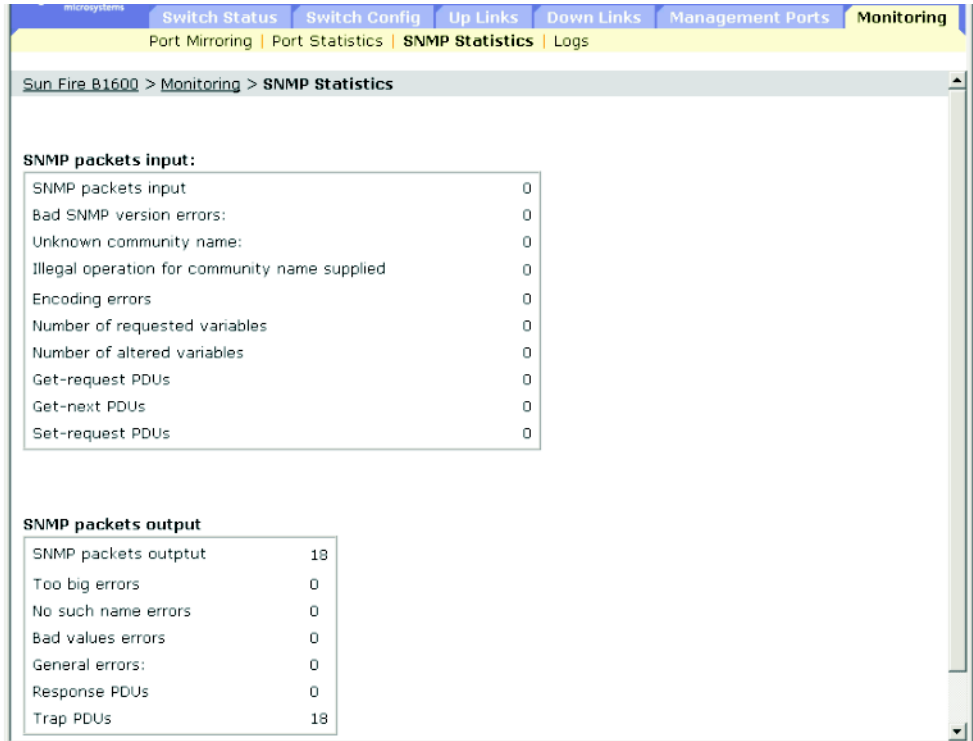 microsystems
Switch Status Switch Config Up Links Down Links Management Ports Monitoring
Port Mirroring | Port Statistics | SNMP Statistics | Logs
Sun Fire B1600 > Monitoring > SNMP Statistics
SNMP packets input:
SNMP packets input 0
Bad SNMP version errors: 0
Unknown community name: 0
Illegal operation for community name supplied 0
Encoding errors 0
Number of requested variables 0
Number of altered variables 0
Get-request PDUs 0
Get-next PDUs 0
Set-request PDUs 0
SNMP packets output
SNMP packets outptut 18
Too big errors 0
No such name errors 0
Bad values errors 0
General errors: 0
Response PDUs 0
Trap PDUs 18